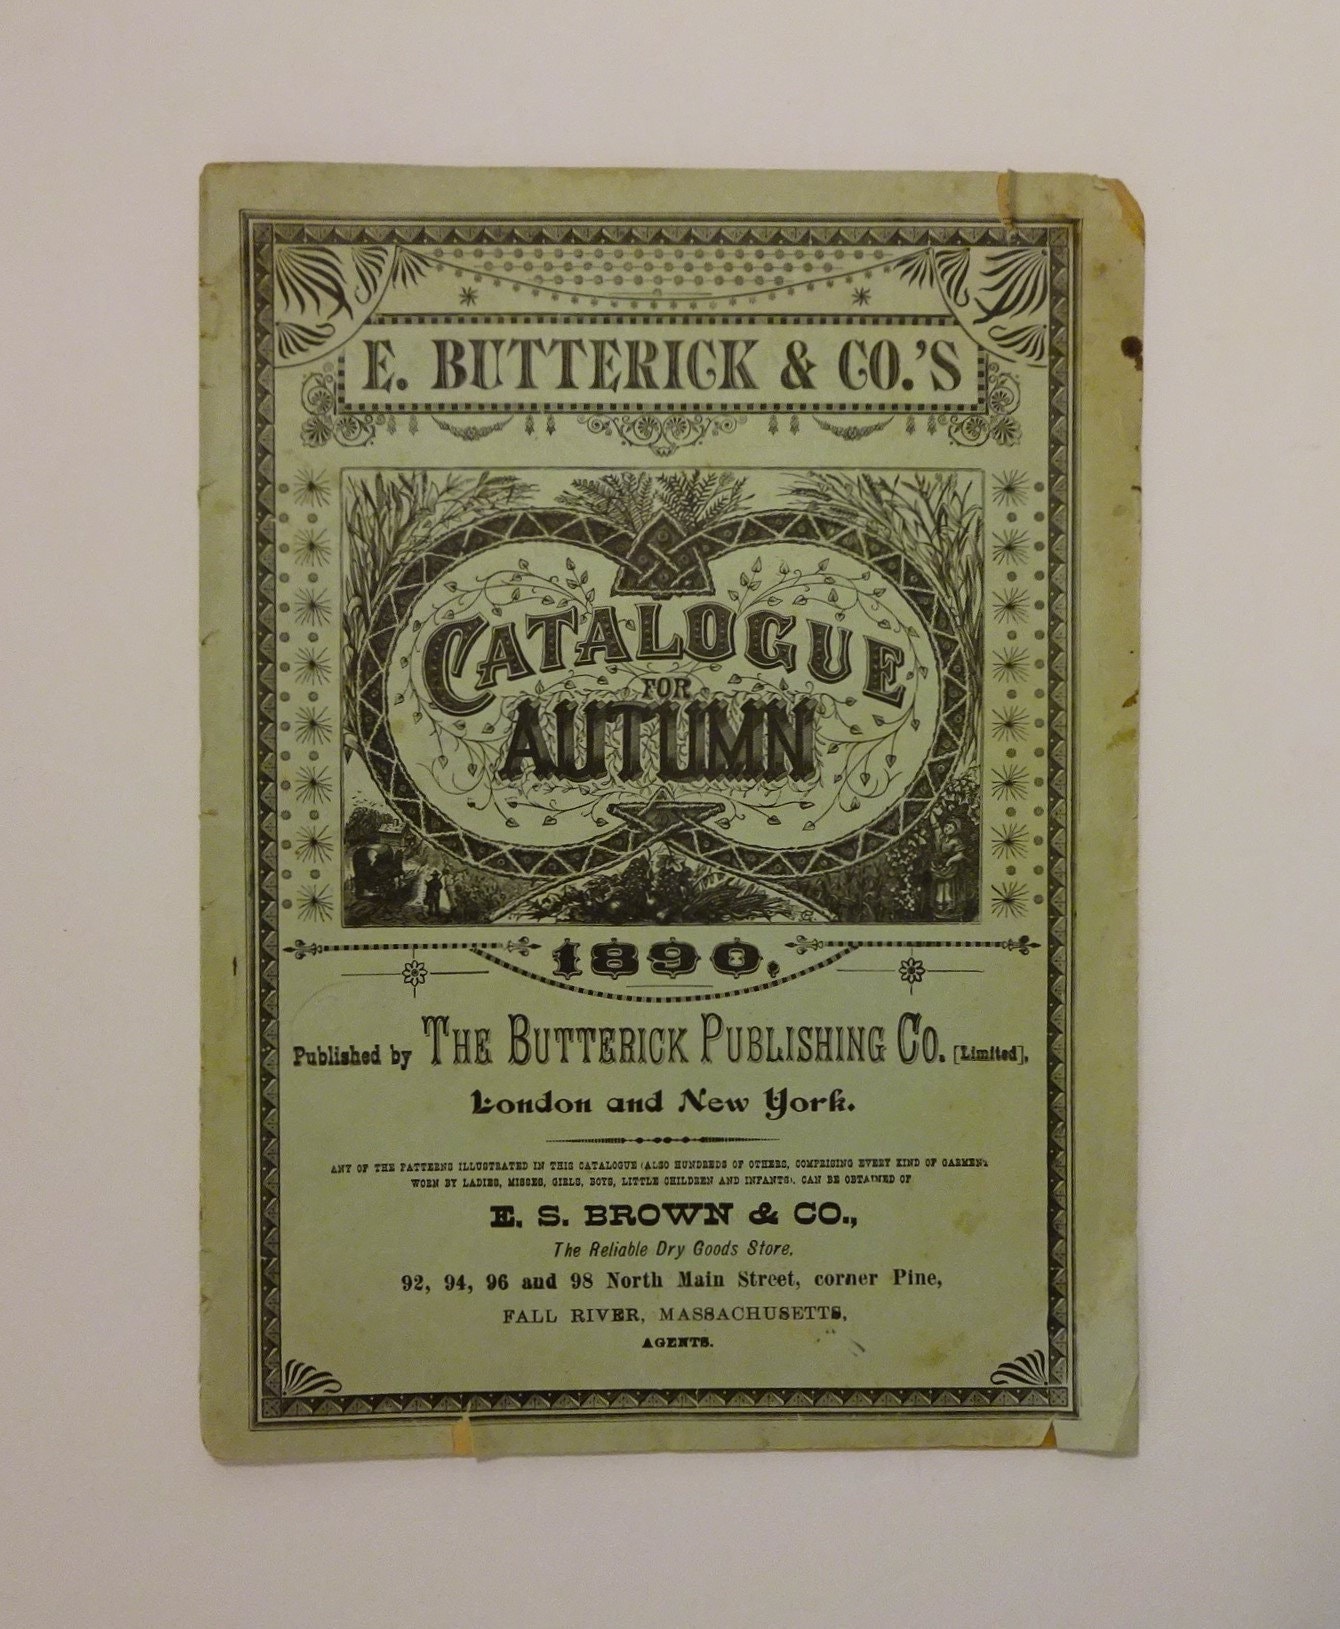 E. BUTTERICK & CO.'S
CATALOGUE
FOR
AUTUMN
1890.
Published by THE BUTTERICK PUBLISHING CO. [Limited],
London and New York.
ANY OF THE PATTERNS ILLUSTRATED IN THIS CATALOGUE (ALSO HUNDREDS OF OTHERS, COMPRISING EVERY KIND OF GARMENT
WORN BY LADIES, MISSES, GIRLS, BOYS, LITTLE CHILDREN AND INFANTS), CAN BE OBTAINED OF
E. S. BROWN & CO.,
The Reliable Dry Goods Store,
92, 94, 96 and 98 North Main Street, corner Pine,
FALL RIVER, MASSACHUSETTS,
AGENTS.